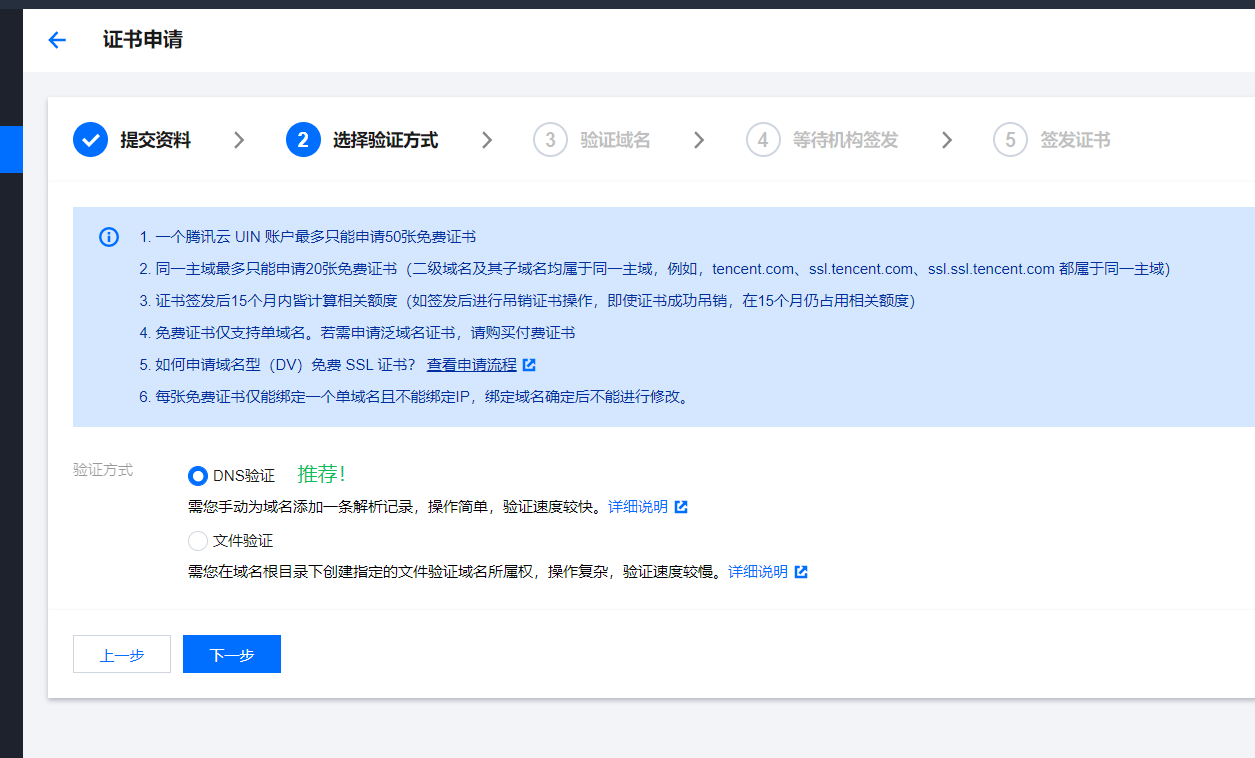 证书申请
提交资料
2 选择验证方式
3 验证域名
4 等待机构签发
5 签发证书
1. 一个腾讯云 UIN 账户最多只能申请50张免费证书
2. 同一主域最多只能申请20张免费证书（二级域名及其子域名均属于同一主域，例如，tencent.com、ssl.tencent.com、ssl.ssl.tencent.com 都属于同一主域）
3. 证书签发后15个月内皆计算相关额度（如签发后进行吊销证书操作，即使证书成功吊销，在15个月仍占用相关额度）
4. 免费证书仅支持单域名。若需申请泛域名证书，请购买付费证书
5. 如何申请域名型（DV）免费 SSL 证书？ 查看申请流程
6. 每张免费证书仅能绑定一个单域名且不能绑定IP，绑定域名确定后不能进行修改。
验证方式
DNS验证 推荐！
需您手动为域名添加一条解析记录，操作简单，验证速度较快。详细说明
文件验证
需您在域名根目录下创建指定的文件验证域名所属权，操作复杂，验证速度较慢。详细说明
上一步 下一步